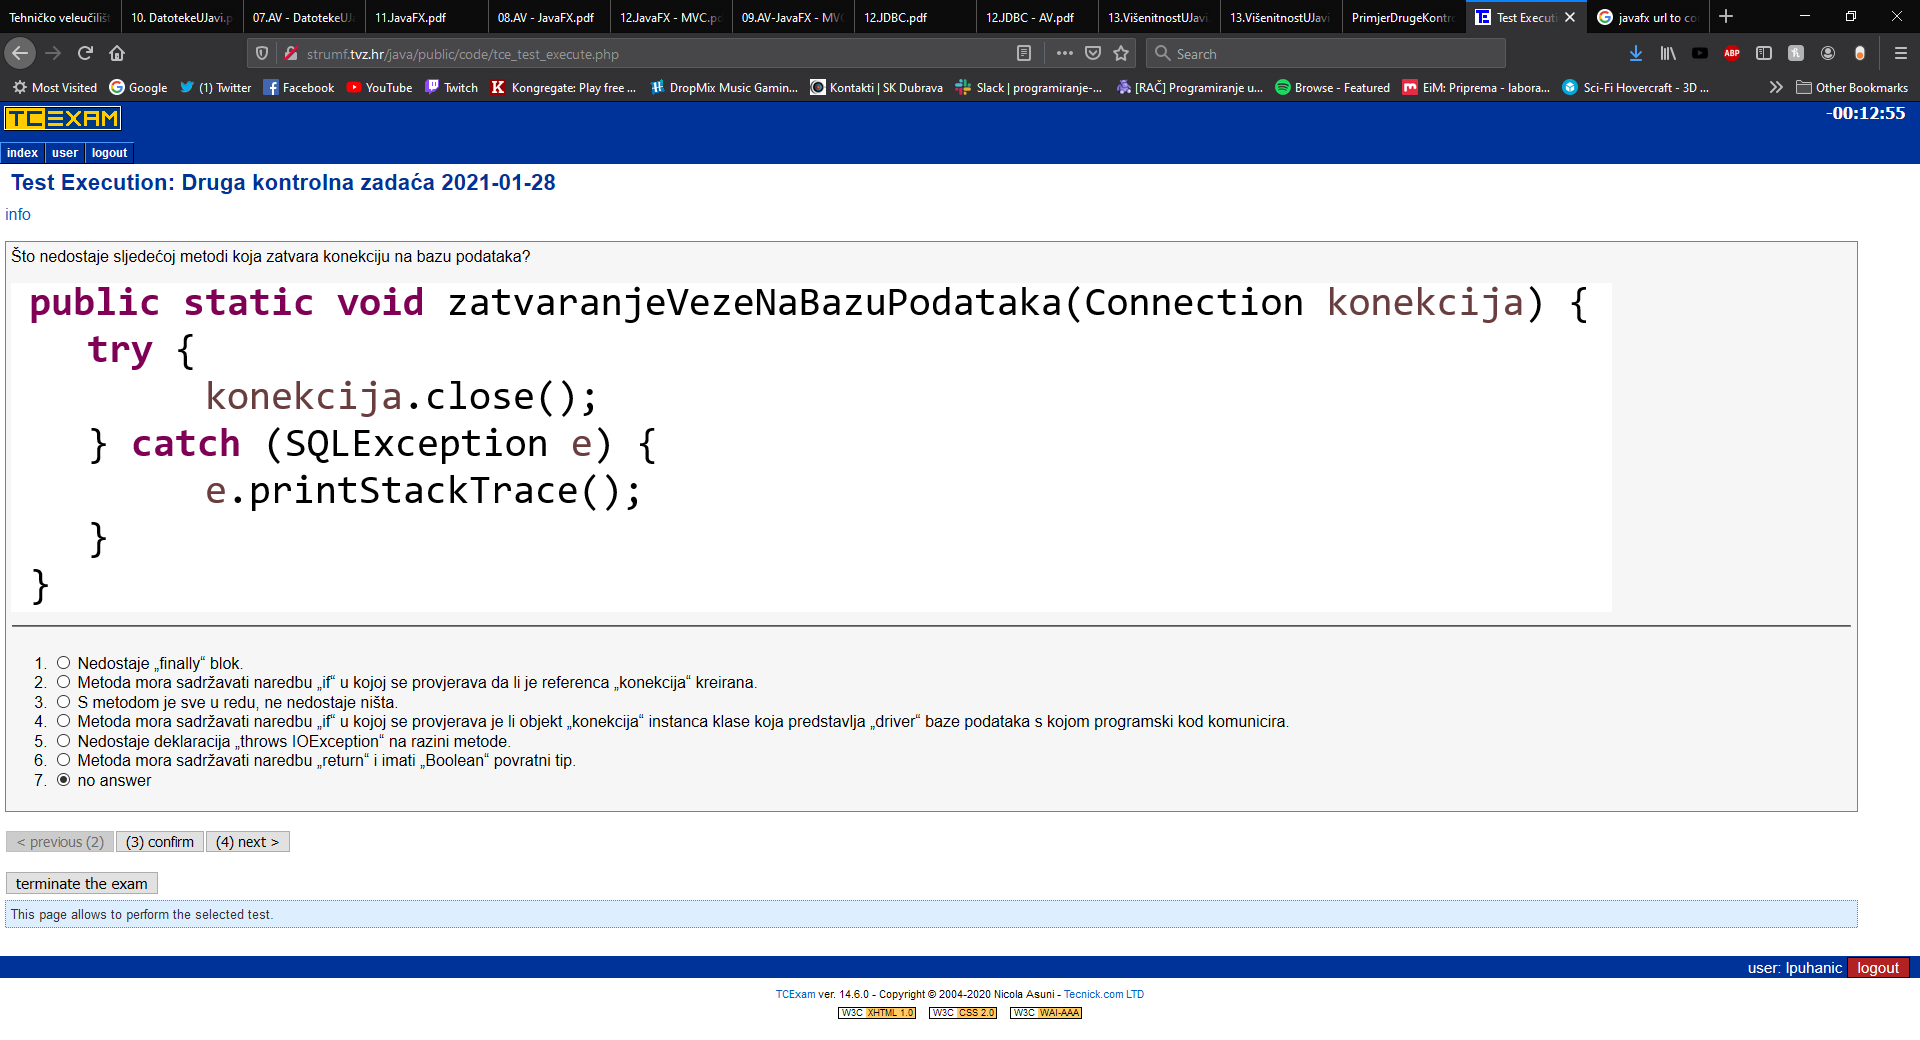 Tehničko veleučilišt
10. DatotekeUJavi.p
07.AV - DatotekeUJ
11.JavaFX.pdf
08.AV - JavaFX.pdf
12.JavaFX - MVC.pc
09.AV-JavaFX - MV
12.JDBC.pdf
12.JDBC - AV.pdf
13.VišenitnostUJavi.
13.VišenitnostUJavi
PrimjerDrugeKontro
Test Executi
javafx url to co
strumf.tvz.hr/java/public/code/tce_test_execute.php
Search
ABP
Most Visited
Google
(1) Twitter
Facebook
YouTube
Twitch
Kongregate: Play free ...
DropMix Music Gamin...
Kontakti | SK Dubrava
Slack | programiranje-...
[RAČ] Programiranje u...
Browse - Featured
EiM: Priprema - labora...
Sci-Fi Hovercraft - 3D ...
Other Bookmarks
TCEXAM
-00:12:55
index user logout
Test Execution: Druga kontrolna zadaća 2021-01-28
info
Što nedostaje sljedećoj metodi koja zatvara konekciju na bazu podataka?
public static void zatvaranjeVezeNaBazuPodataka(Connection konekcija) {
try {
konekcija.close();
} catch (SQLException e) {
e.printStackTrace();
}
}
1. Nedostaje „finally“ blok.
2. Metoda mora sadržavati naredbu „if“ u kojoj se provjerava da li je referenca „konekcija“ kreirana.
3. S metodom je sve u redu, ne nedostaje ništa.
4. Metoda mora sadržavati naredbu „if“ u kojoj se provjerava je li objekt „konekcija“ instanca klase koja predstavlja „driver“ baze podataka s kojom programski kod komunicira.
5. Nedostaje deklaracija „throws IOException“ na razini metode.
6. Metoda mora sadržavati naredbu „return“ i imati „Boolean“ povratni tip.
7. no answer
< previous (2) (3) confirm (4) next >
terminate the exam
This page allows to perform the selected test.
user: lpuhanic logout
TCExam ver. 14.6.0 - Copyright © 2004-2020 Nicola Asuni - Tecnick.com LTD
W3C XHTML 1.0 W3C CSS 2.0 W3C WAI-AAA